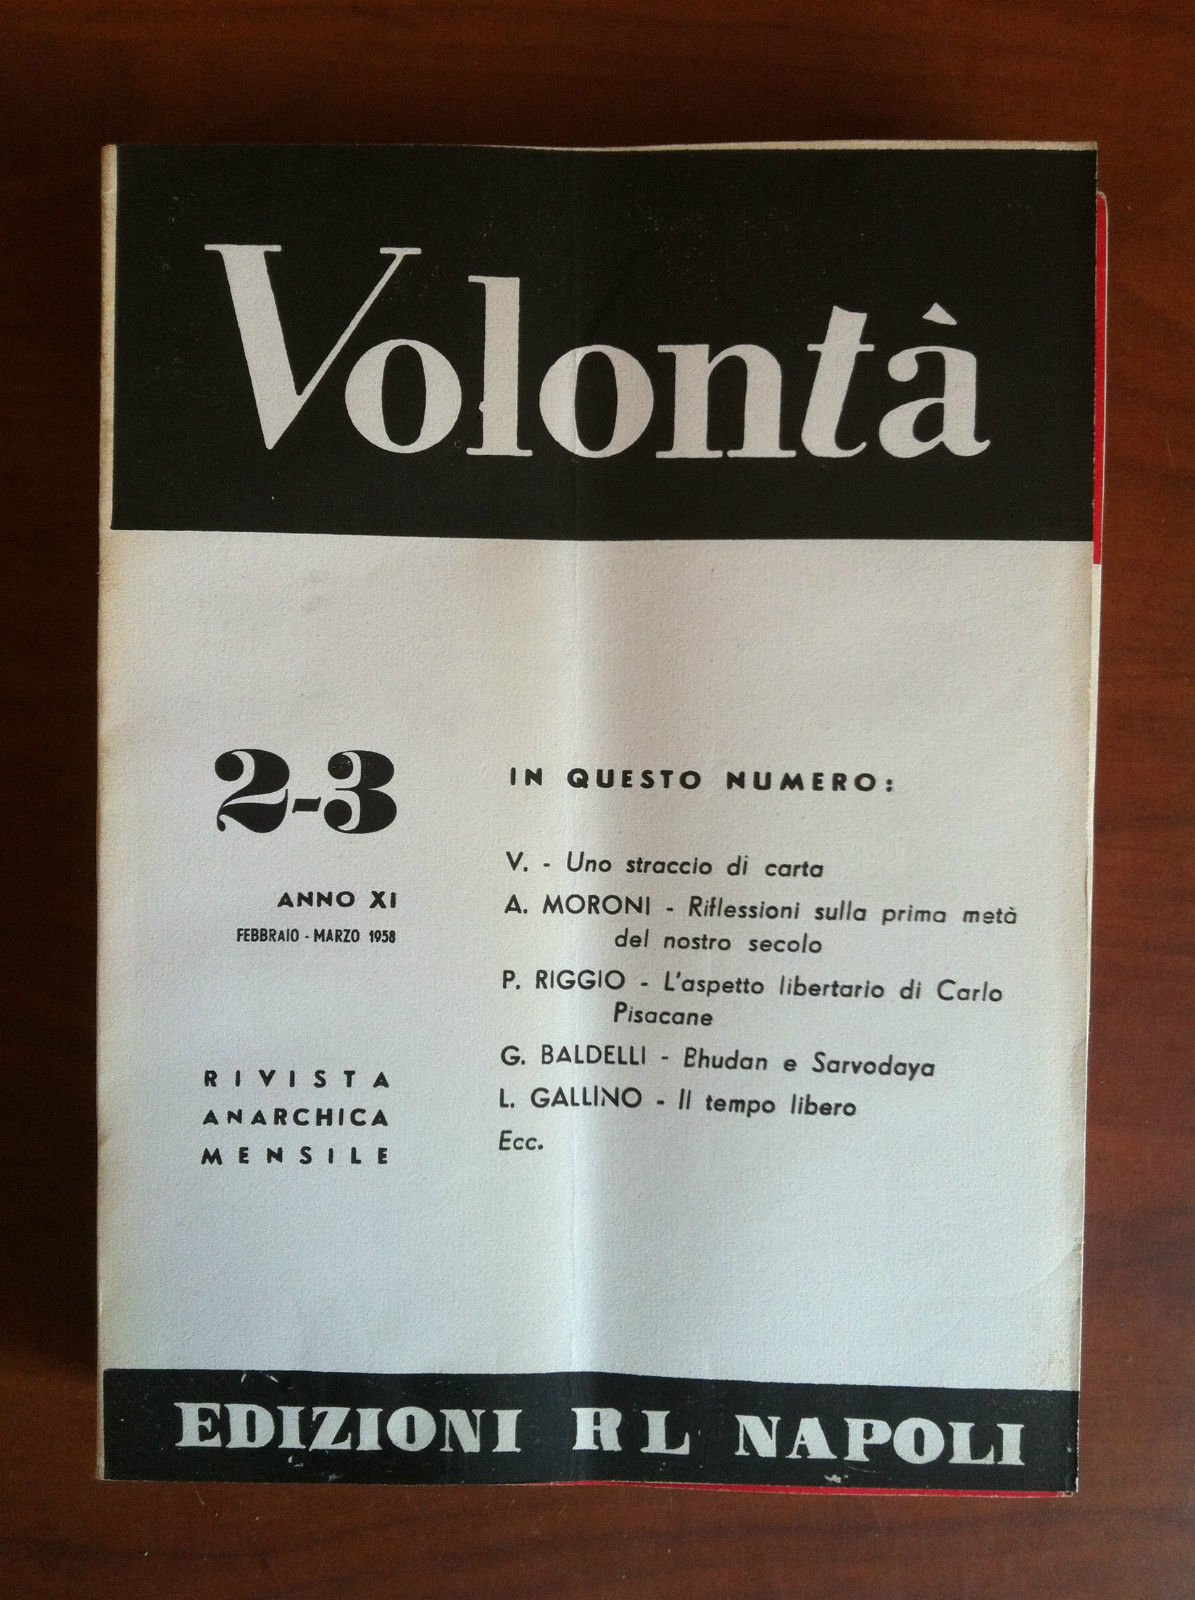 Volontà
2-3
ANNO XI
FEBBRAIO - MARZO 1958
RIVISTA
ANARCHICA
MENSILE
IN QUESTO NUMERO:
V. - Uno straccio di carta
A. MORONI - Riflessioni sulla prima metà
del nostro secolo
P. RIGGIO - L'aspetto libertario di Carlo
Pisacane
G. BALDELLI - Bhudan e Sarvodaya
L. GALLINO - Il tempo libero
Ecc.
EDIZIONI RL NAPOLI